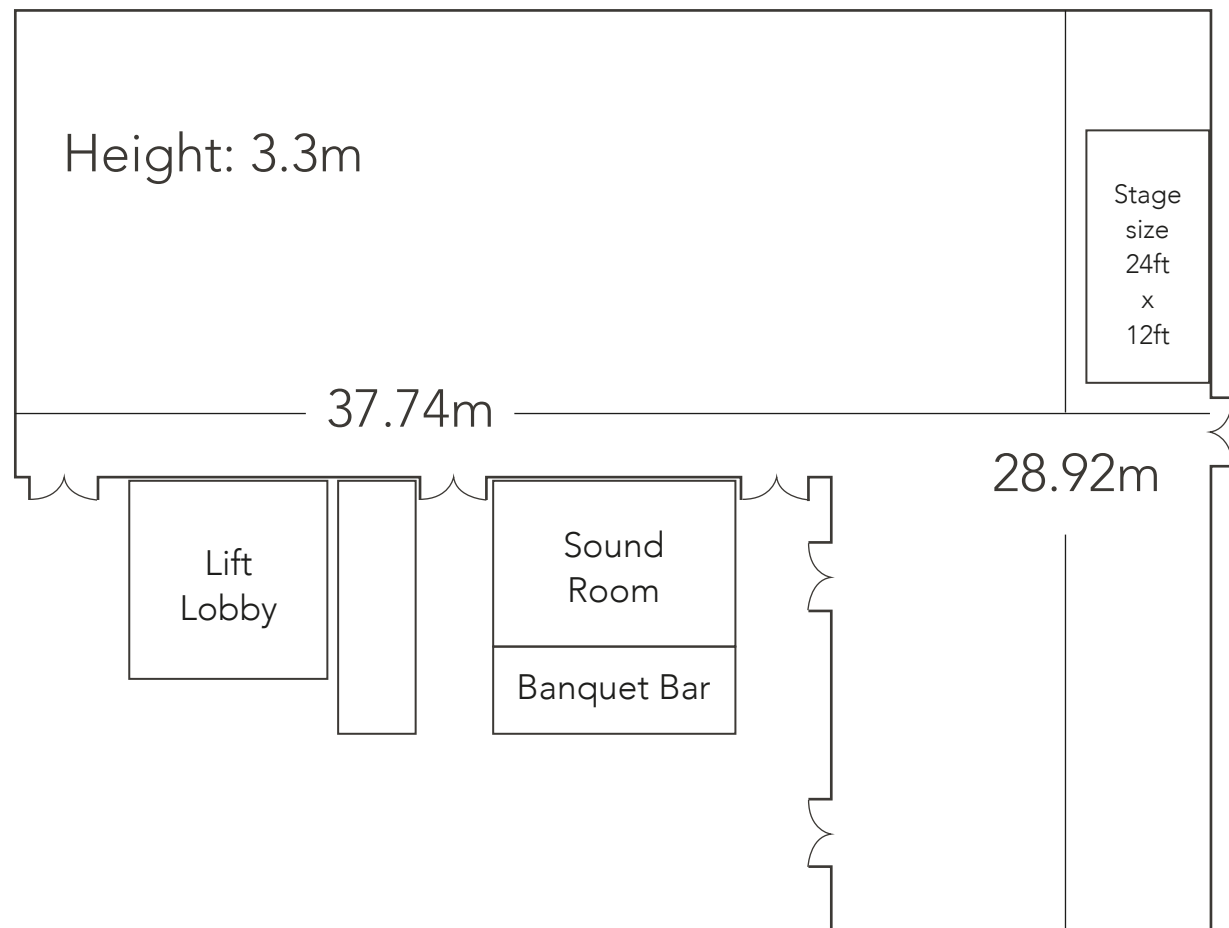 Height: 3.3m
Stage
size
24ft
x
12ft
37.74m
28.92m
Lift
Lobby
Sound
Room
Banquet Bar